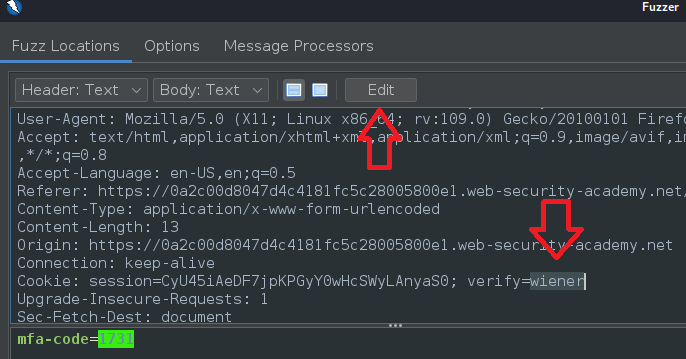 Fuzzer
Fuzz Locations Options Message Processors
Header: Text Body: Text Edit
User-Agent: Mozilla/5.0 (X11; Linux x86_64; rv:109.0) Gecko/20100101 Firefo
Accept: text/html,application/xhtml+xml,application/xml;q=0.9,image/avif,im
,*/*;q=0.8
Accept-Language: en-US,en;q=0.5
Referer: https://0a2c00d8047d4c4181fc5c28005800e1.web-security-academy.net/
Content-Type: application/x-www-form-urlencoded
Content-Length: 13
Origin: https://0a2c00d8047d4c4181fc5c28005800e1.web-security-academy.net
Connection: keep-alive
Cookie: session=CyU45iAeDF7jpKPGyY0wHcSWyLAnyaS0; verify=wiener
Upgrade-Insecure-Requests: 1
Sec-Fetch-Dest: document
mfa-code=1731